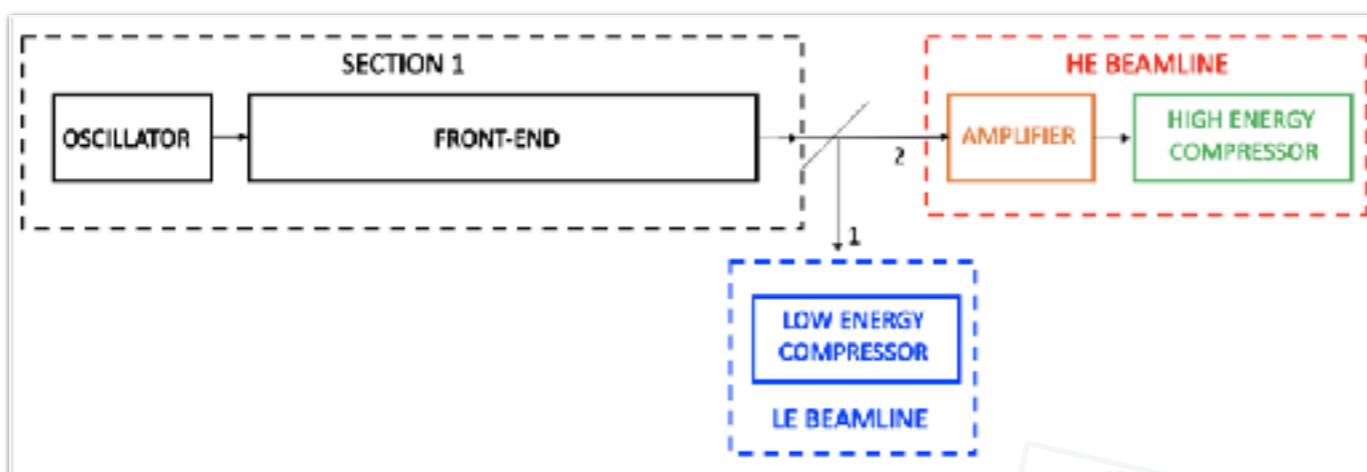 SECTION 1
OSCILLATOR
FRONT-END
2
1
HE BEAMLINE
AMPLIFIER
HIGH ENERGY
COMPRESSOR
LOW ENERGY
COMPRESSOR
LE BEAMLINE